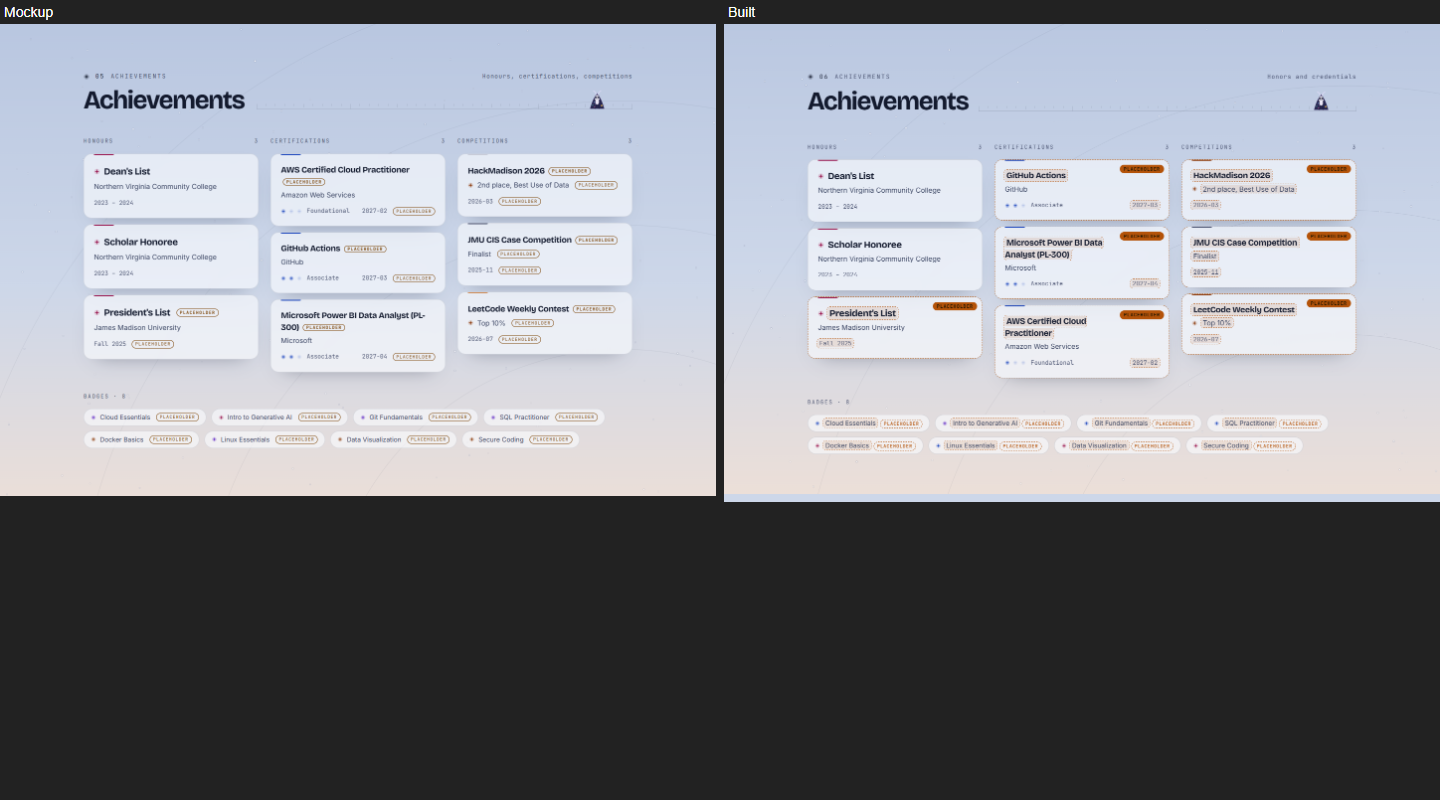 Mockup
05 ACHIEVEMENTS
Honours, certifications, competitions
Achievements
HONOURS 3
Dean's List
Northern Virginia Community College
2023 – 2024
Scholar Honoree
Northern Virginia Community College
2023 – 2024
President's List PLACEHOLDER
James Madison University
Fall 2025 PLACEHOLDER
CERTIFICATIONS 3
AWS Certified Cloud Practitioner
PLACEHOLDER
Amazon Web Services
Foundational 2027-02 PLACEHOLDER
GitHub Actions PLACEHOLDER
GitHub
Associate 2027-03 PLACEHOLDER
Microsoft Power BI Data Analyst (PL-
300) PLACEHOLDER
Microsoft
Associate 2027-04 PLACEHOLDER
COMPETITIONS 3
HackMadison 2026 PLACEHOLDER
2nd place, Best Use of Data PLACEHOLDER
2026-03 PLACEHOLDER
JMU CIS Case Competition PLACEHOLDER
Finalist PLACEHOLDER
2025-11 PLACEHOLDER
LeetCode Weekly Contest PLACEHOLDER
Top 10% PLACEHOLDER
2026-07 PLACEHOLDER
BADGES · 8
Cloud Essentials PLACEHOLDER Intro to Generative AI PLACEHOLDER Git Fundamentals PLACEHOLDER SQL Practitioner PLACEHOLDER
Docker Basics PLACEHOLDER Linux Essentials PLACEHOLDER Data Visualization PLACEHOLDER Secure Coding PLACEHOLDER
Built
06 ACHIEVEMENTS
Honors and credentials
Achievements
HONOURS 3
Dean's List
Northern Virginia Community College
2023 – 2024
Scholar Honoree
Northern Virginia Community College
2023 – 2024
PLACEHOLDER
President's List
James Madison University
Fall 2025
CERTIFICATIONS 3
PLACEHOLDER
GitHub Actions
GitHub
Associate 2027-03
PLACEHOLDER
Microsoft Power BI Data
Analyst (PL-300)
Microsoft
Associate 2027-04
PLACEHOLDER
AWS Certified Cloud
Practitioner
Amazon Web Services
Foundational 2027-02
COMPETITIONS 3
PLACEHOLDER
HackMadison 2026
2nd place, Best Use of Data
2026-03
PLACEHOLDER
JMU CIS Case Competition
Finalist
2025-11
PLACEHOLDER
LeetCode Weekly Contest
Top 10%
2026-07
BADGES · 8
Cloud Essentials PLACEHOLDER Intro to Generative AI PLACEHOLDER Git Fundamentals PLACEHOLDER SQL Practitioner PLACEHOLDER
Docker Basics PLACEHOLDER Linux Essentials PLACEHOLDER Data Visualization PLACEHOLDER Secure Coding PLACEHOLDER